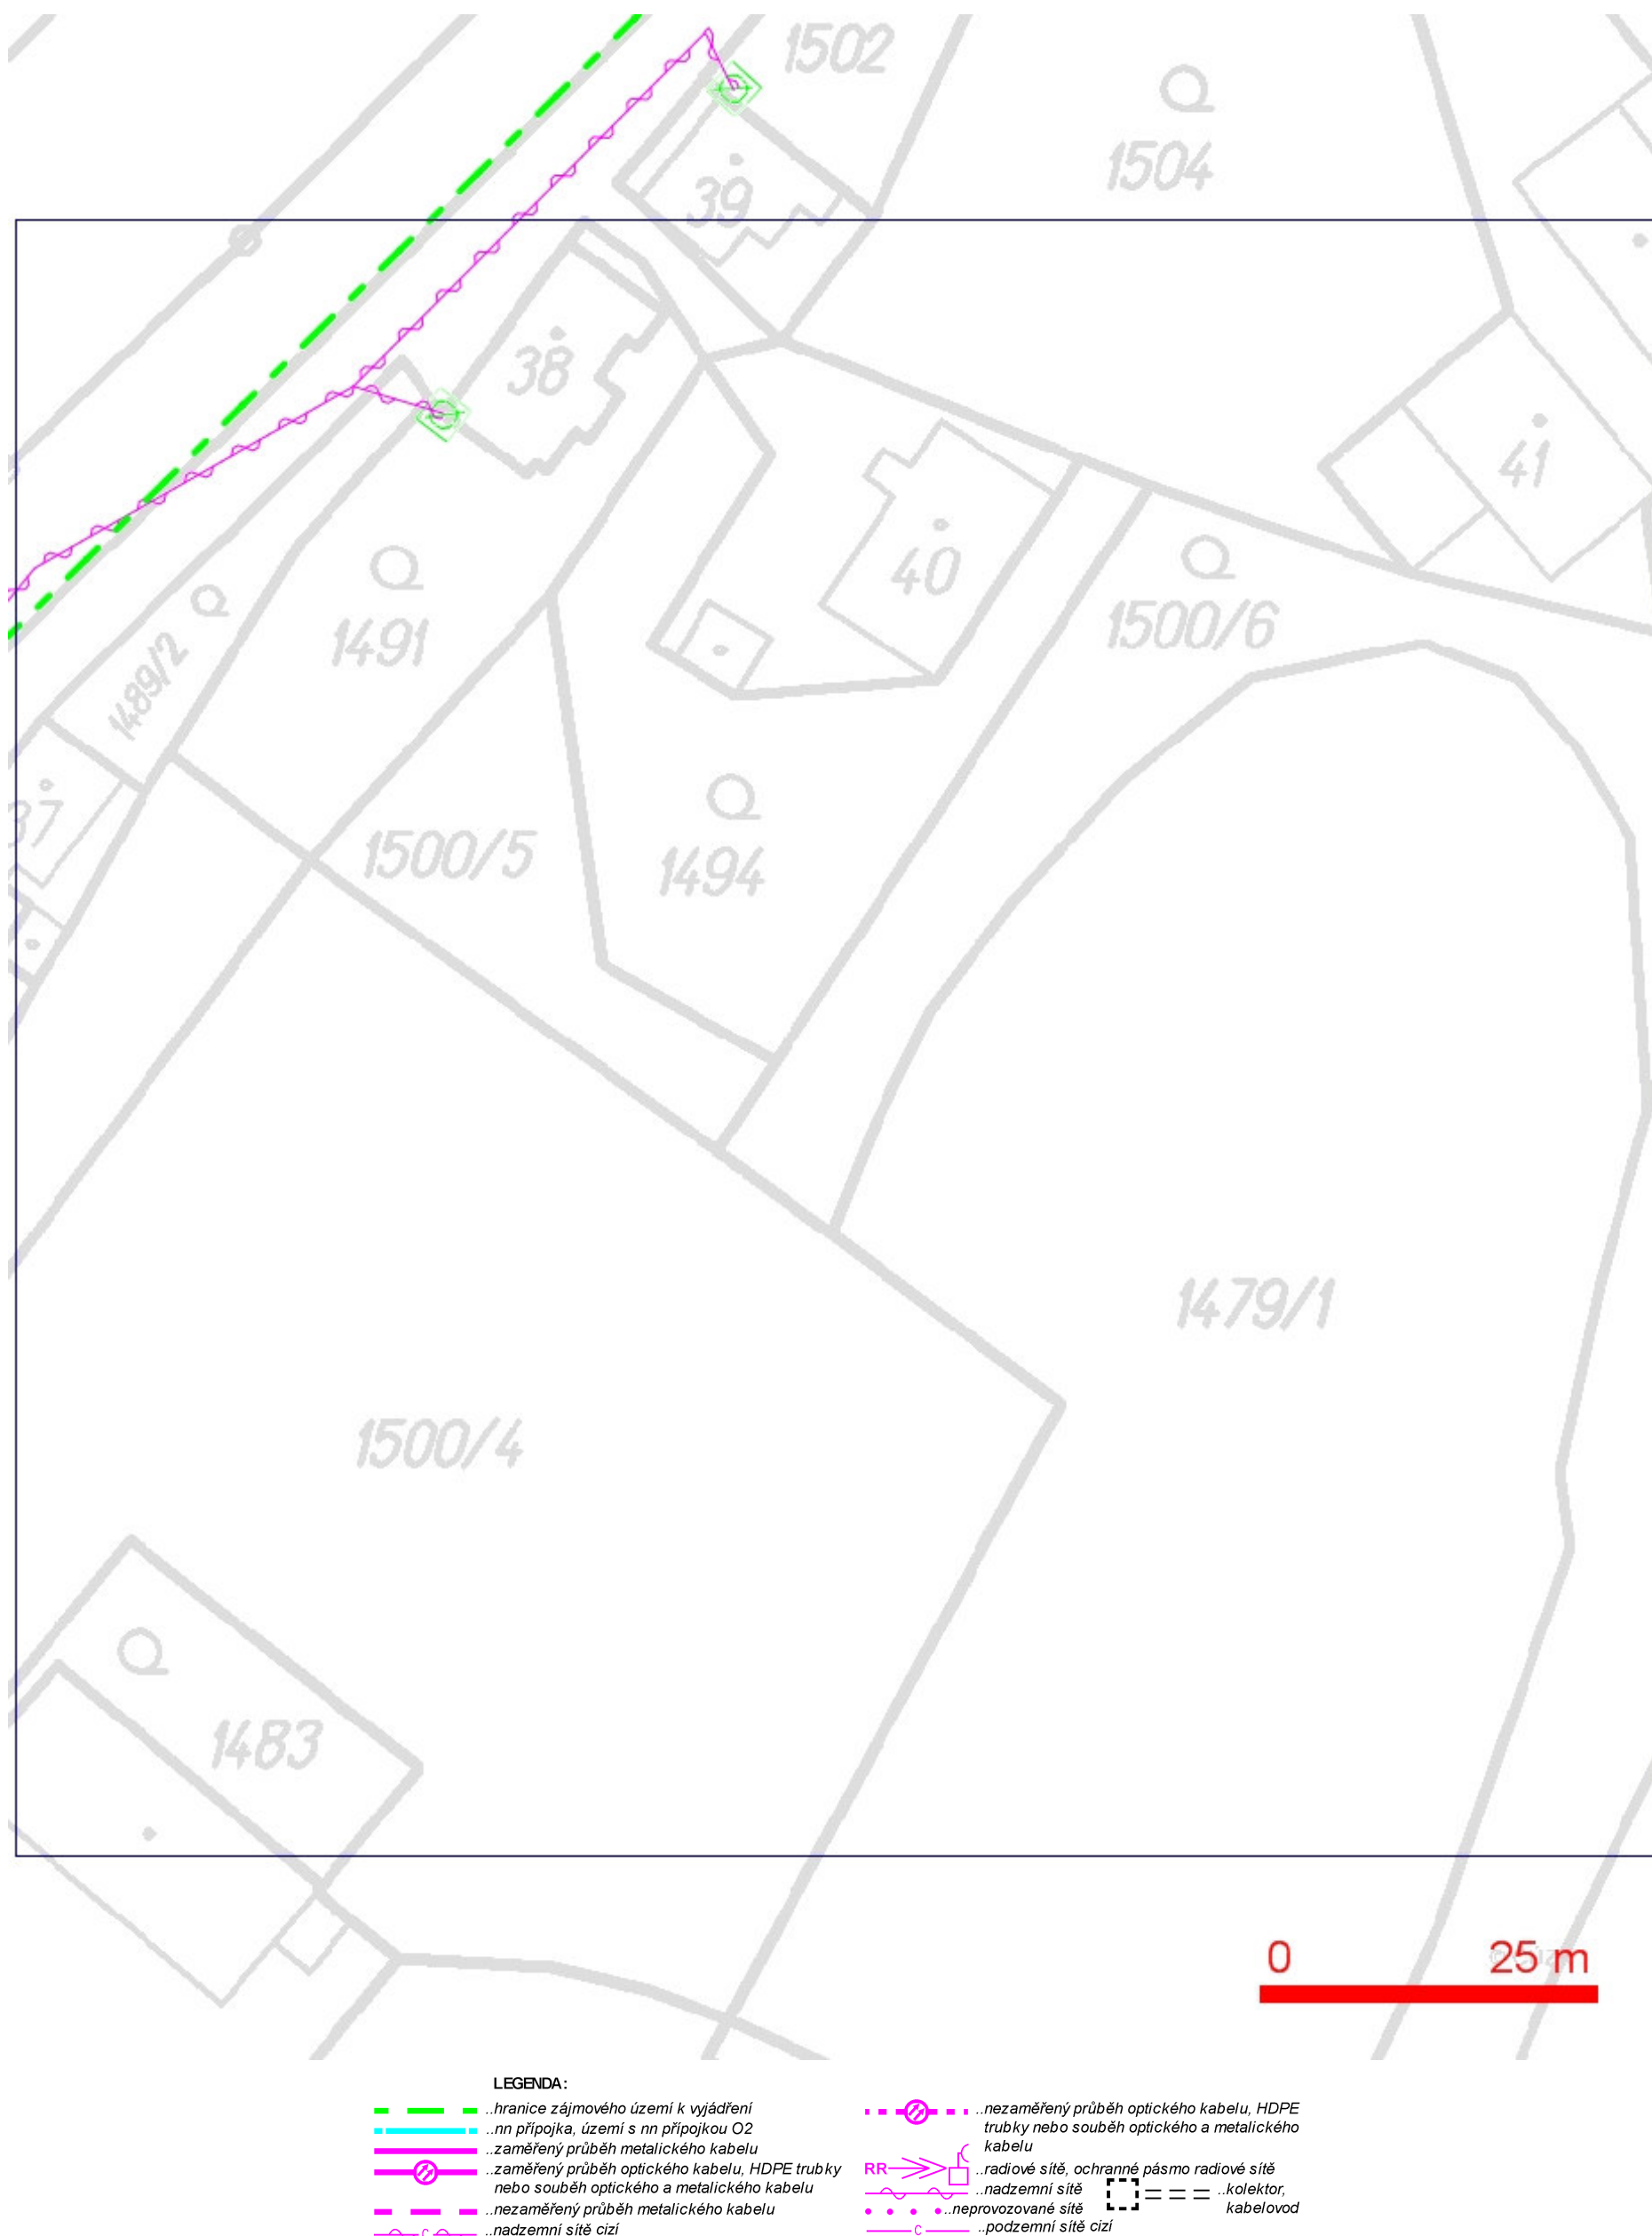 1502
1504
39
38
41
40
1500/6
1491
1489/2
37
1500/5
1494
1479/1
1500/4
1483
0 25 m
LEGENDA:
..hranice zájmového území k vyjádření
..nn přípojka, území s nn přípojkou O2
..zaměřený průběh metalického kabelu
..zaměřený průběh optického kabelu, HDPE trubky
nebo souběh optického a metalického kabelu
..nezaměřený průběh metalického kabelu
C ..nadzemní sítě cizí
..nezaměřený průběh optického kabelu, HDPE
trubky nebo souběh optického a metalického
kabelu
RR ..radiové sítě, ochranné pásmo radiové sítě
..nadzemní sítě
..kolektor,
kabelovod
..neprovozované sítě
C ..podzemní sítě cizí